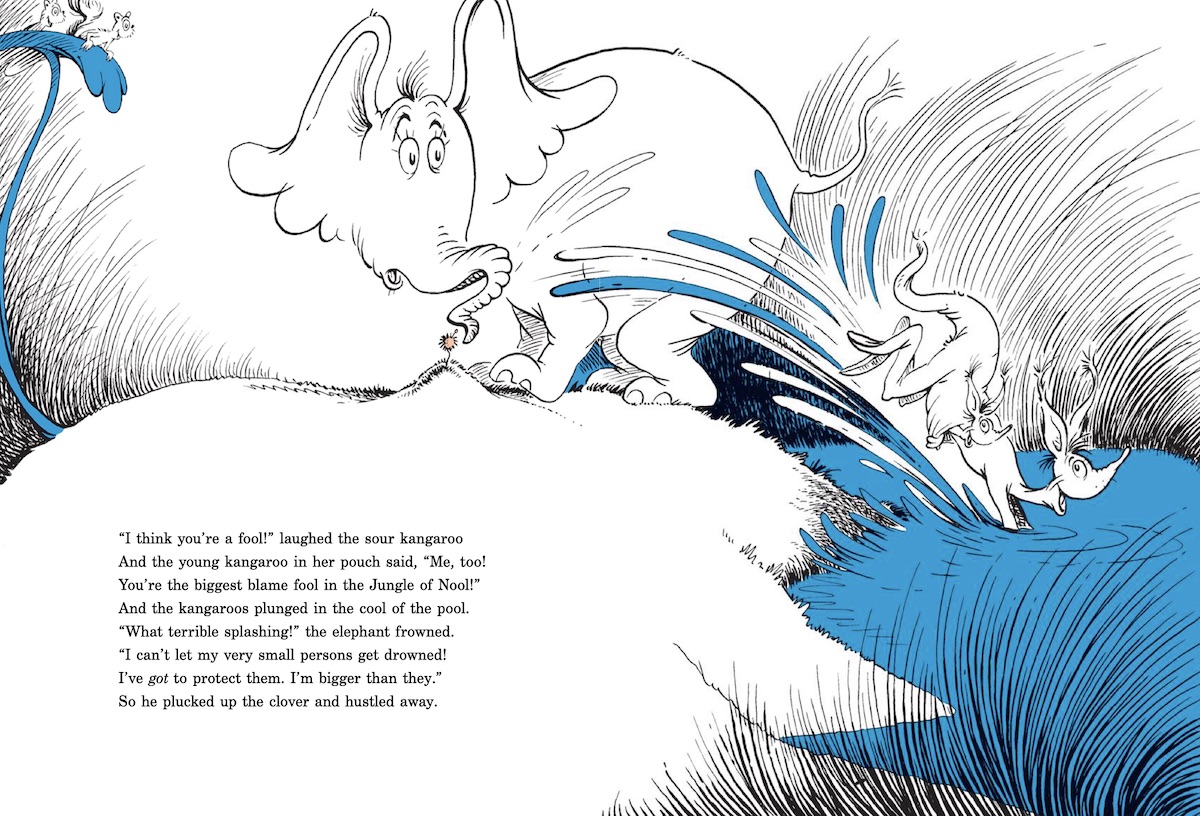 “I think you’re a fool!” laughed the sour kangaroo
And the young kangaroo in her pouch said, “Me, too!
You’re the biggest blame fool in the Jungle of Nool!”
And the kangaroos plunged in the cool of the pool.
“What terrible splashing!” the elephant frowned.
“I can’t let my very small persons get drowned!
I’ve got to protect them. I’m bigger than they.”
So he plucked up the clover and hustled away.